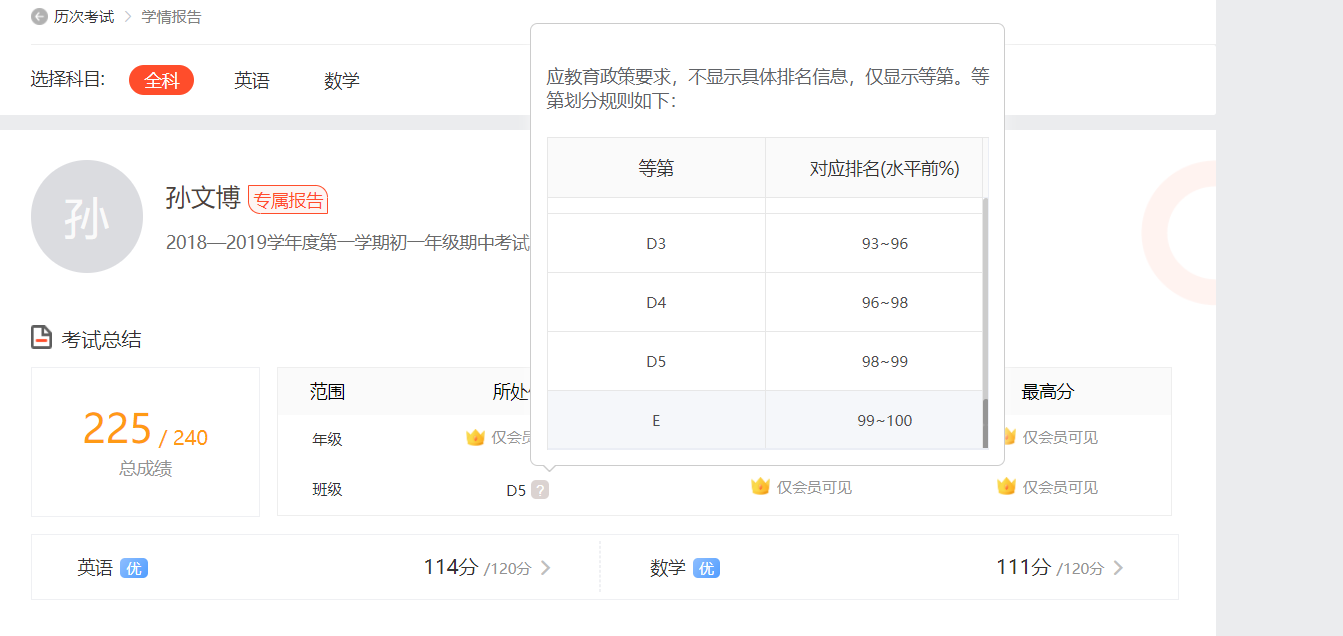 历次考试 > 学情报告
选择科目: 全科 英语 数学
应教育政策要求，不显示具体排名信息，仅显示等第。等
第划分规则如下:
等第 对应排名(水平前%)
D3 93~96
D4 96~98
D5 98~99
E 99~100
孙
孙文博 专属报告
2018—2019学年度第一学期初一年级期中考试
考试总结
225 / 240
总成绩
范围 所处 最高分
年级 仅会员 仅会员可见
班级 D5 ? 仅会员可见 仅会员可见
英语 优 114分 /120分 >
数学 优 111分 /120分 >